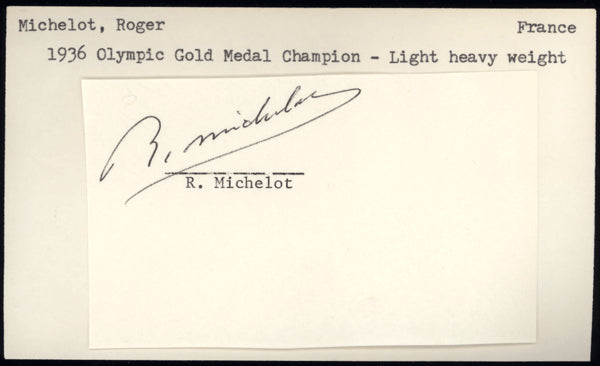 Michelot, Roger France
1936 Olympic Gold Medal Champion - Light heavy weight
R. Michelot
R. Michelot